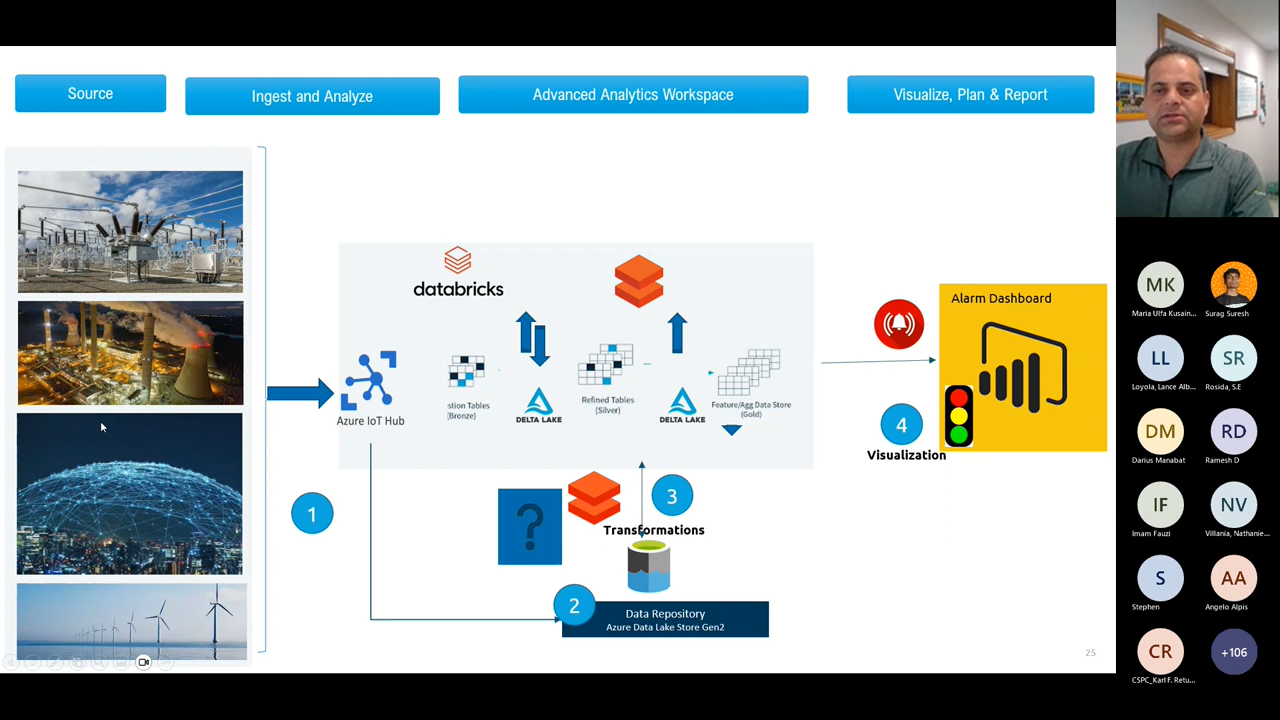 Source
Ingest and Analyze
Advanced Analytics Workspace
Visualize, Plan & Report
databricks
Alarm Dashboard
Azure IoT Hub
stion Tables
(Bronze)
DELTA LAKE
Refined Tables
(Silver)
DELTA LAKE
Feature/Agg Data Store
(Gold)
4
Visualization
1
?
3
Transformations
2
Data Repository
Azure Data Lake Store Gen2
25
MK
Maria Ulfa Kusain...
Surag Suresh
LL
Loyola, Lance Alb...
SR
Rosida, S.E
DM
Darius Manabat
RD
Ramesh D
IF
Imam Fauzi
NV
Villania, Nathanie...
S
Stephen
AA
Angelo Alpis
CR
CSPC_Karl F. Retu...
+106